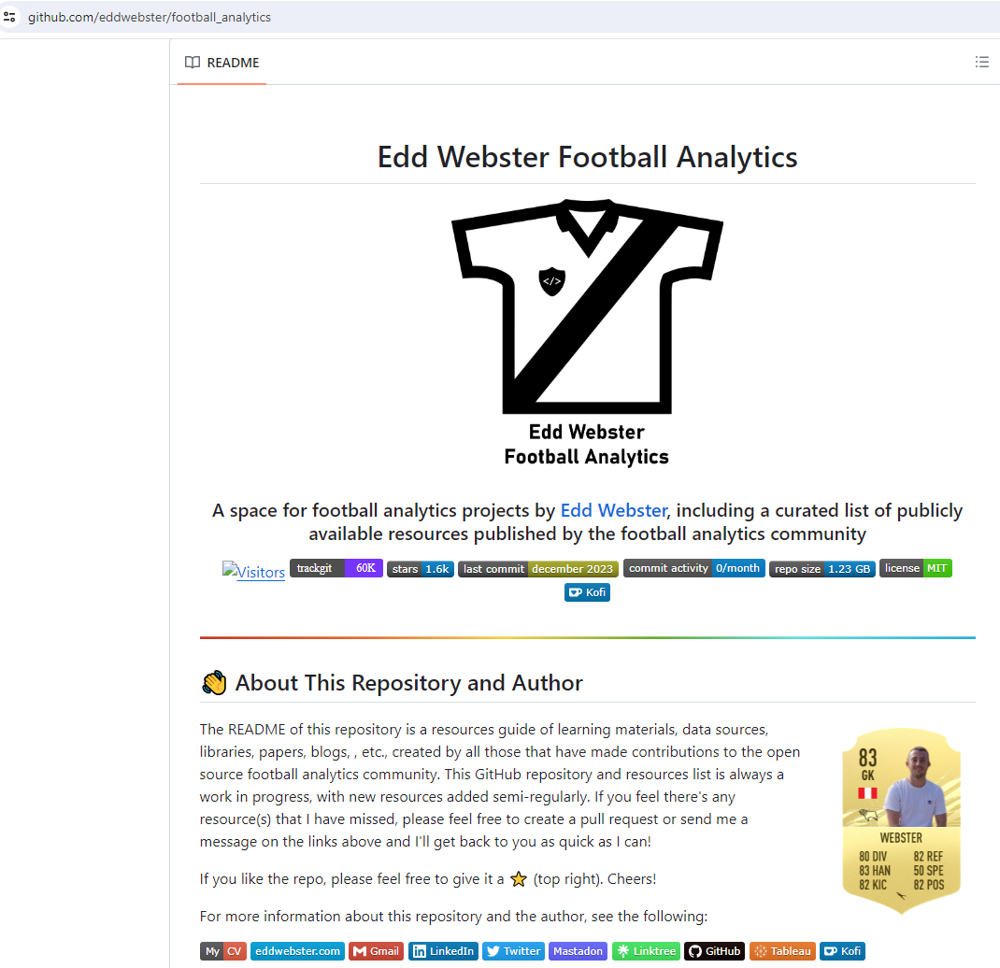 github.com/eddwebster/football_analytics
README
Edd Webster Football Analytics
</>
Edd Webster
Football Analytics
A space for football analytics projects by Edd Webster, including a curated list of publicly
available resources published by the football analytics community
Visitors trackgit 60K stars 1.6k last commit december 2023 commit activity 0/month repo size 1.23 GB license MIT
Kofi
About This Repository and Author
The README of this repository is a resources guide of learning materials, data sources,
libraries, papers, blogs, , etc., created by all those that have made contributions to the open
source football analytics community. This GitHub repository and resources list is always a
work in progress, with new resources added semi-regularly. If you feel there's any
resource(s) that I have missed, please feel free to create a pull request or send me a
message on the links above and I'll get back to you as quick as I can!
83
GK
WEBSTER
80 DIV 82 REF
83 HAN 50 SPE
82 KIC 82 POS
If you like the repo, please feel free to give it a ⭐ (top right). Cheers!
For more information about this repository and the author, see the following:
My CV eddwebster.com Gmail LinkedIn Twitter Mastadon Linktree GitHub Tableau Kofi